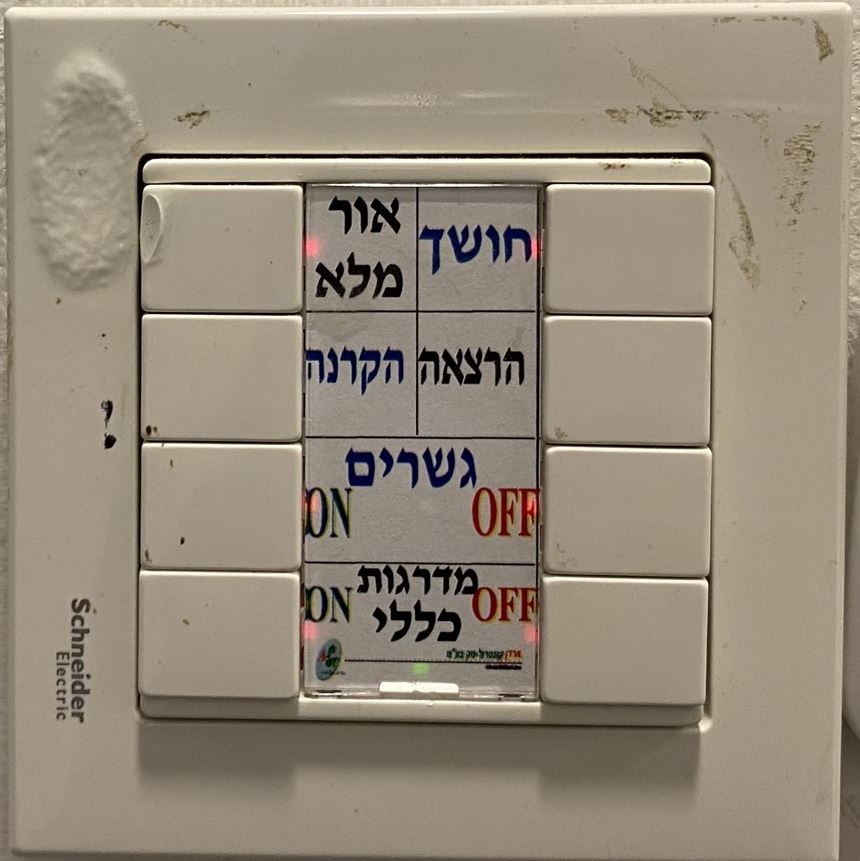 חושך
אור
מלא
הרצאה
הקרנה
גשרים
ON
OFF
מדרגות
כללי
ON
OFF
Schneider
Electric